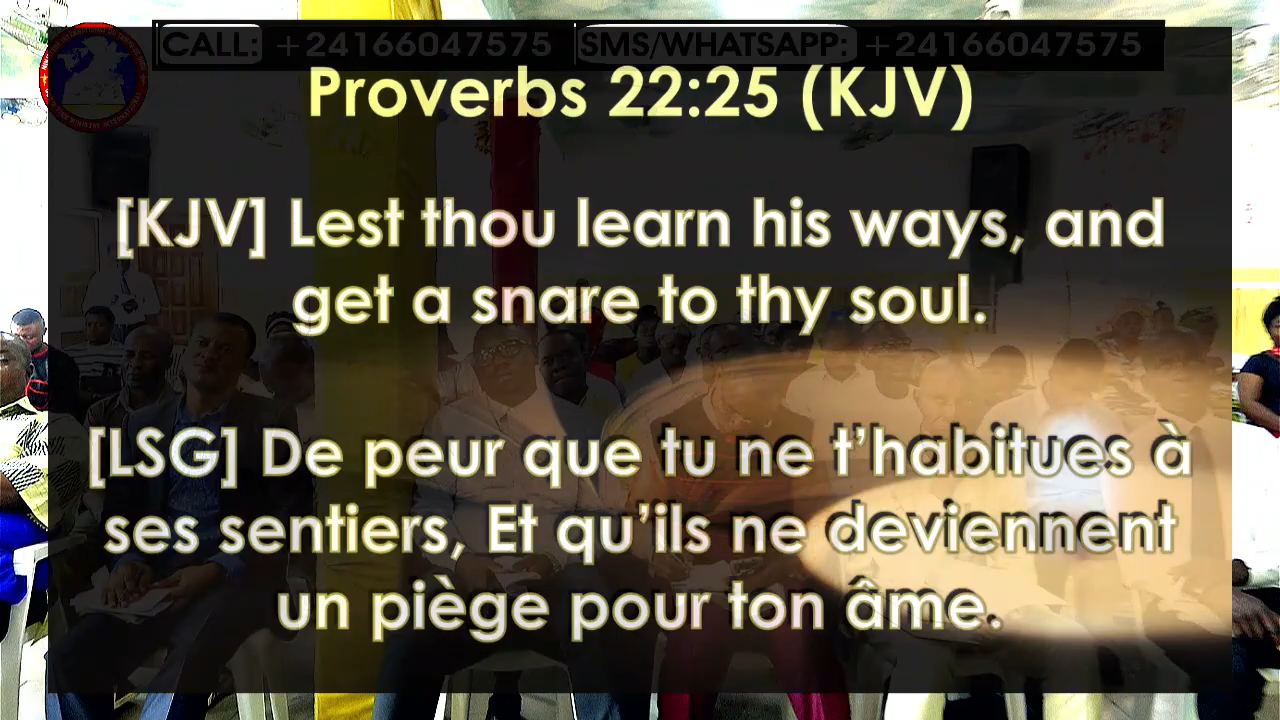 CALL: +24166047575 SMS/WHATSAPP: +24166047575
Proverbs 22:25 (KJV)
[KJV] Lest thou learn his ways, and
get a snare to thy soul.
[LSG] De peur que tu ne t’habitues à
ses sentiers, Et qu’ils ne deviennent
un piège pour ton âme.